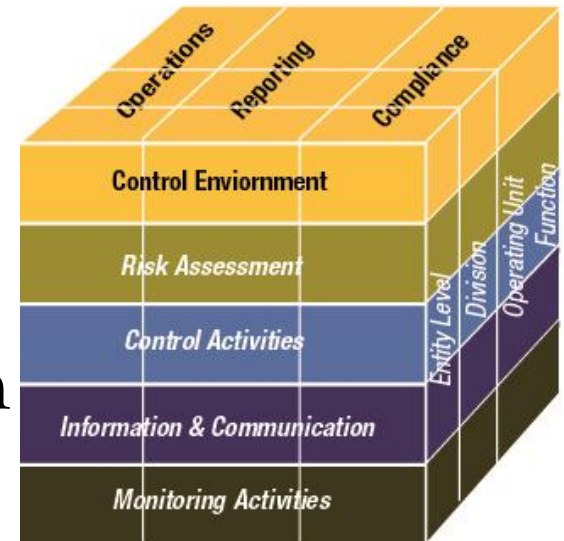 Operations
Reporting
Compliance
Control Enviornment
Risk Assessment
Control Activities
Information & Communication
Monitoring Activities
Entity Level
Division
Operating Unit
Function
n